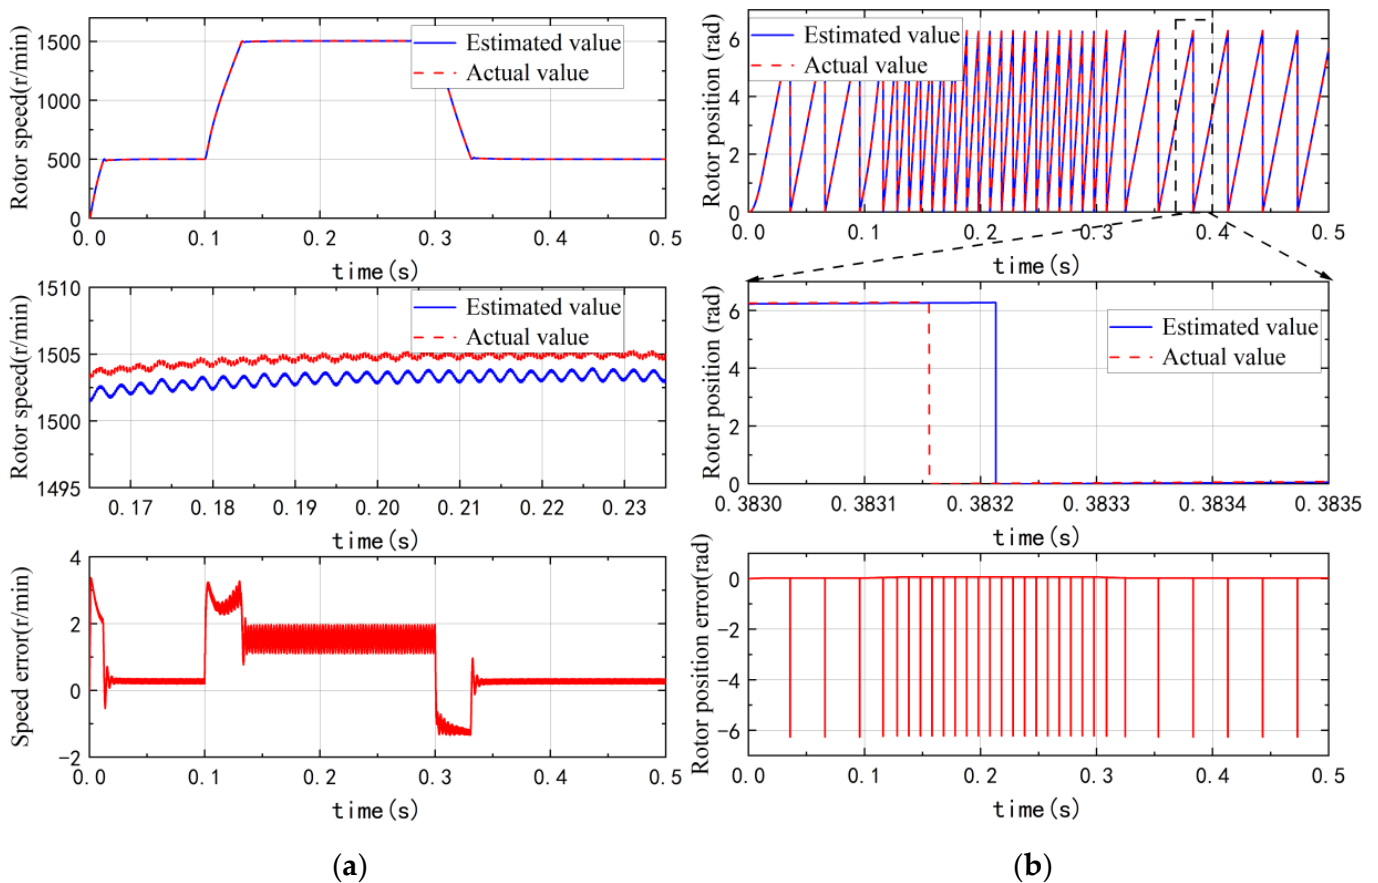 Rotor speed(r/min)
1500
1000
500
0
Estimated value
Actual value
0.0 0.1 0.2 0.3 0.4 0.5
time(s)
Rotor speed(r/min)
1510
1505
1500
1495
Estimated value
Actual value
0.17 0.18 0.19 0.20 0.21 0.22 0.23
time(s)
Speed error(r/min)
4
2
0
-2
0.0 0.1 0.2 0.3 0.4 0.5
time(s)
(a)
Rotor position (rad)
6
4
2
0
Estimated value
Actual value
0.0 0.1 0.2 0.3 0.4 0.5
time(s)
Rotor position (rad)
6
4
2
0
Estimated value
Actual value
0.3830 0.3831 0.3832 0.3833 0.3834 0.3835
time(s)
Rotor position error(rad)
0
-2
-4
-6
0.0 0.1 0.2 0.3 0.4 0.5
time(s)
(b)